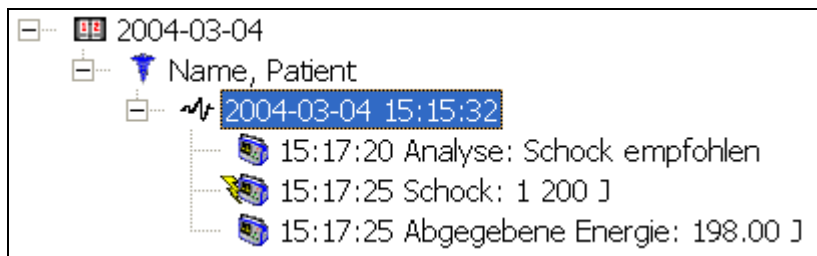 2004-03-04
Name, Patient
2004-03-04 15:15:32
15:17:20 Analyse: Schock empfohlen
15:17:25 Schock: 1 200 J
15:17:25 Abgegebene Energie: 198.00 J